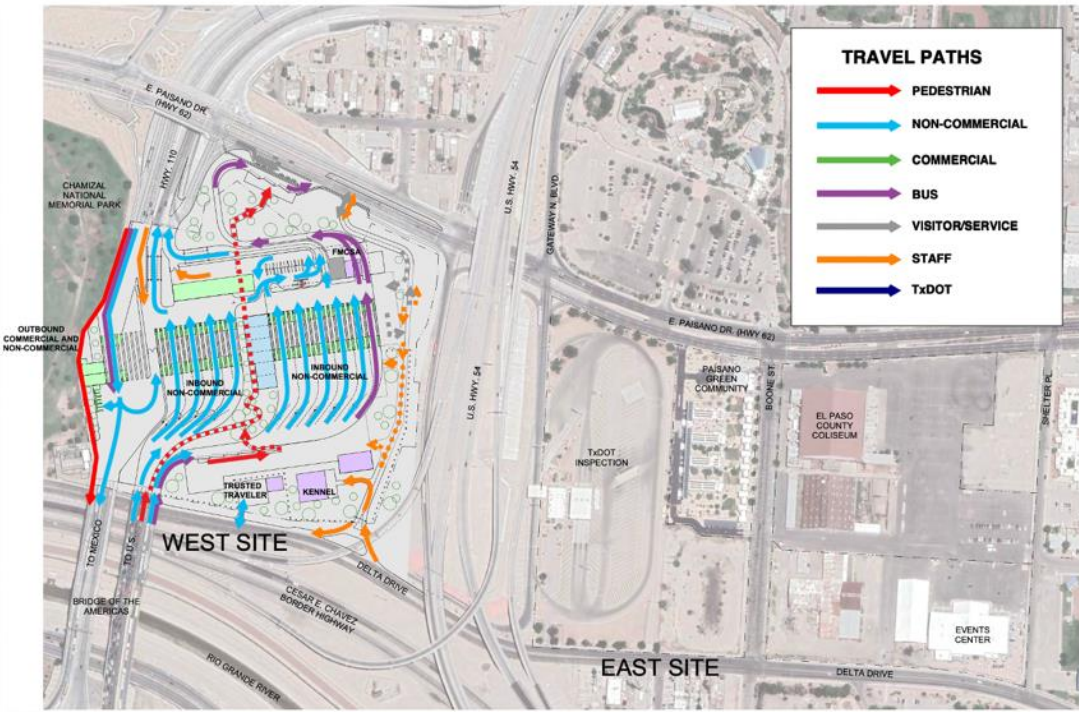 TRAVEL PATHS
PEDESTRIAN
NON-COMMERCIAL
COMMERCIAL
BUS
VISITOR/SERVICE
STAFF
TxDOT
E. PAISANO DR.
(HWY 62)
HWY. 110
CHAMIZAL
NATIONAL
MEMORIAL PARK
U.S. HWY. 54
GATEWAY N. BLVD
FMCSA
OUTBOUND
COMMERCIAL AND
NON-COMMERCIAL
INBOUND
NON-COMMERCIAL
INBOUND
NON-COMMERCIAL
U.S. HWY. 54
E. PAISANO DR. (HWY 62)
PAISANO
GREEN
COMMUNITY
BOONE ST
SHELTER PL
EL PASO
COUNTY
COLISEUM
TxDOT
INSPECTION
TRUSTED
TRAVELER
KENNEL
TO MEXICO
TO U.S.
WEST SITE
DELTA DRIVE
CESAR E. CHAVEZ
BORDER HIGHWAY
BRIDGE OF THE
AMERICAS
RIO GRANDE RIVER
EVENTS
CENTER
EAST SITE
DELTA DRIVE